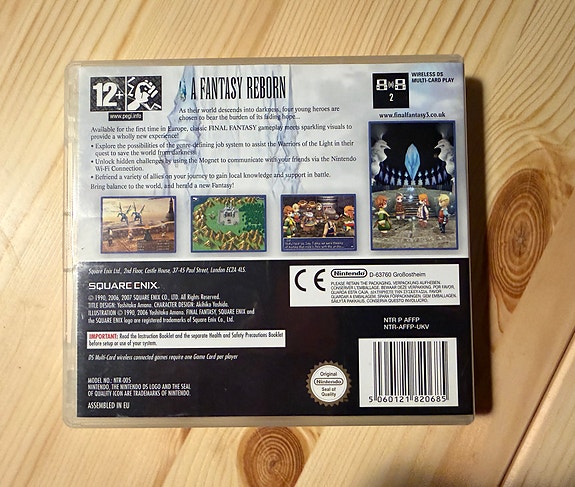 12+
www.pegi.info
A FANTASY REBORN
As their world descends into darkness, four young heroes are
chosen to bear the burden of its fading hope...
Available for the first time in Europe, classic FINAL FANTASY gameplay meets sparkling visuals to
provide a wholly new experience!
• Explore the possibilities of the genre-defining job system to assist the Warriors of the Light in their
quest to save the world from darkness.
• Unlock hidden challenges by using the Mognet to communicate with your friends via the Nintendo
Wi-Fi Connection.
• Befriend a variety of allies on your journey to gain local knowledge and support in battle.
Bring balance to the world, and herald a new Fantasy!
2
WIRELESS DS
MULTI-CARD PLAY
www.finalfantasy3.co.uk
Square Enix Ltd, 2nd Floor, Castle House, 37-45 Paul Street, London EC2A 4LS.
SQUARE ENIX.
© 1990, 2006, 2007 SQUARE ENIX CO., LTD. All Rights Reserved.
TITLE DESIGN: Yoshitaka Amano. CHARACTER DESIGN: Akihiko Yoshida.
ILLUSTRATION © 1990, 2006 Yoshitaka Amano. FINAL FANTASY, SQUARE ENIX and
the SQUARE ENIX logo are registered trademarks of Square Enix Co., Ltd.
IMPORTANT: Read the Instruction Booklet and the separate Health and Safety Precautions Booklet
before setup or use of your system.
DS Multi-Card wireless connected games require one Game Card per player
MODEL NO.: NTR-005
NINTENDO, THE NINTENDO DS LOGO AND THE SEAL
OF QUALITY ICON ARE TRADEMARKS OF NINTENDO.
ASSEMBLED IN EU
CE
Nintendo
D-63760 Großostheim
PLEASE RETAIN THE PACKAGING. VERPACKUNG AUFHEBEN.
CONSERVER L'EMBALLAGE. BEWAAR DEZE VERPAKKING. POR FAVOR,
GUARDA ESTA CAJA.
GUARDAR A EMBALAGEM. SPARA FÖRPACKNINGEN. GEM EMBALLAGEN.
SÄILYTÄ PAKKAUS. CONSERVA QUESTO INVOLUCRO.
NTR P AFFP
NTR-AFFP-UKV
Original
Nintendo
Seal of
Quality
5 060121 820685